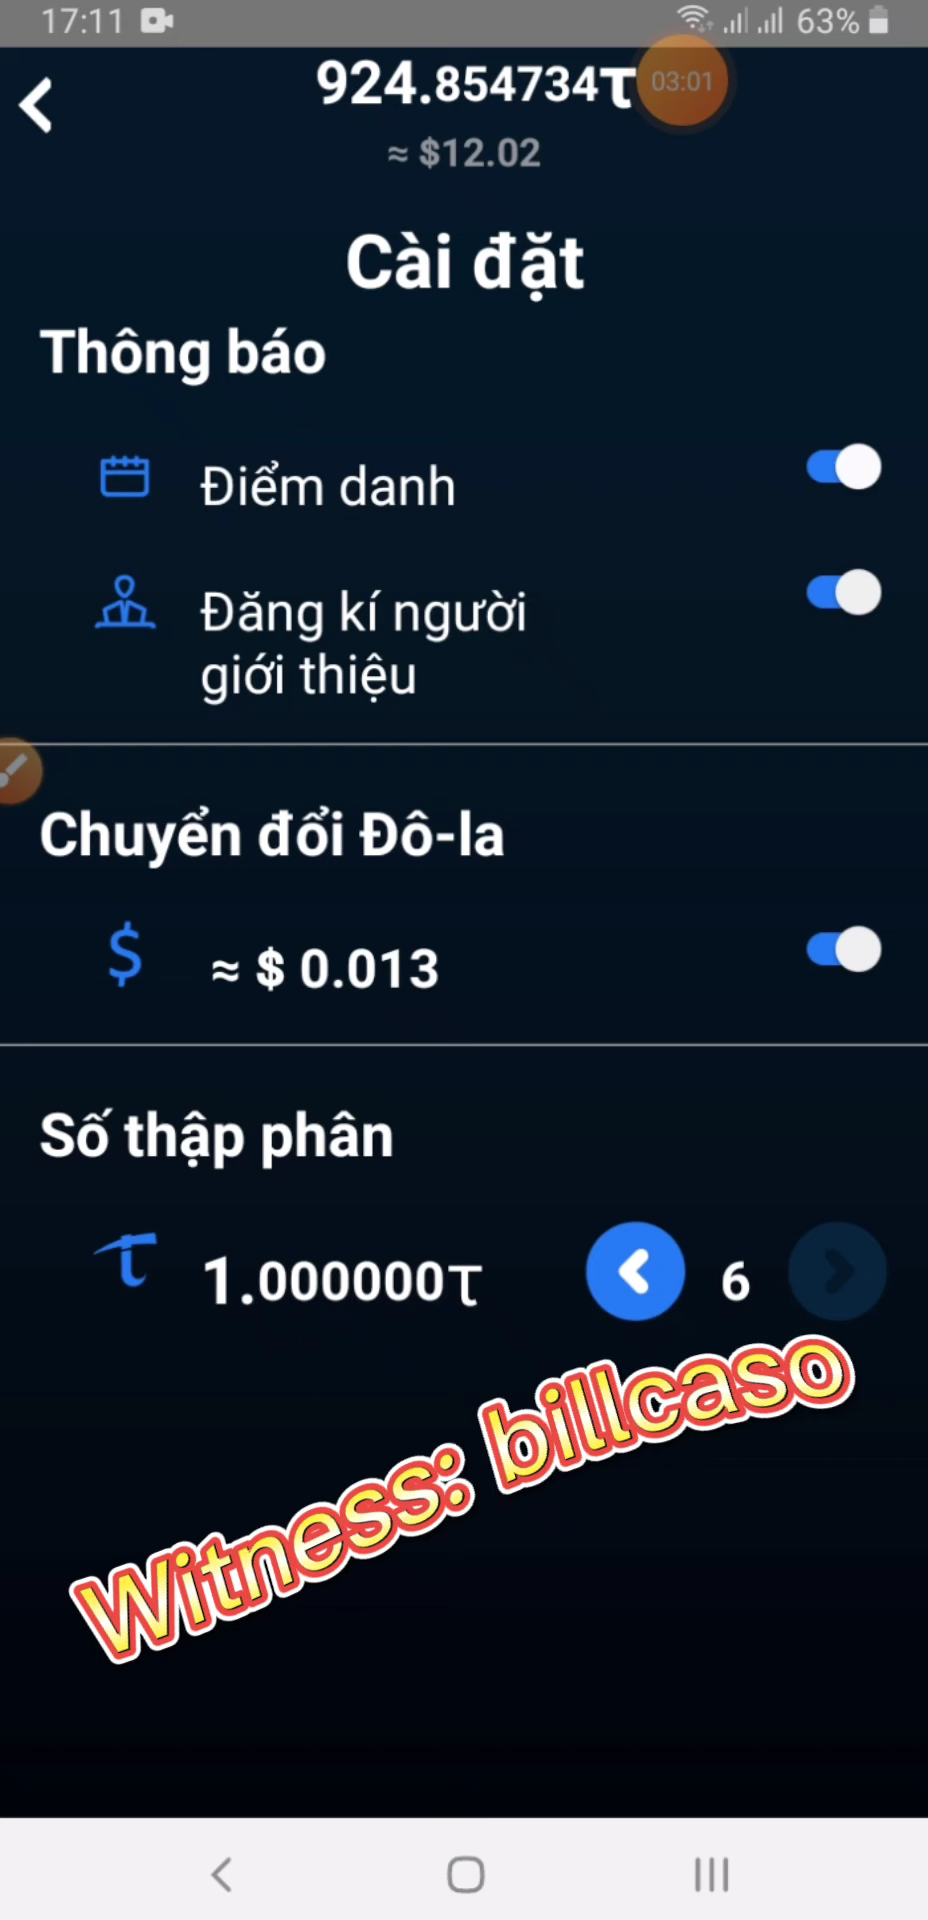 17:11 63%
924.854734τ 03:01
≈ $12.02
Cài đặt
Thông báo
Điểm danh
Đăng kí người
giới thiệu
Chuyển đổi Đô-la
$ ≈ $ 0.013
Số thập phân
τ 1.000000τ 6
Witness: billcaso